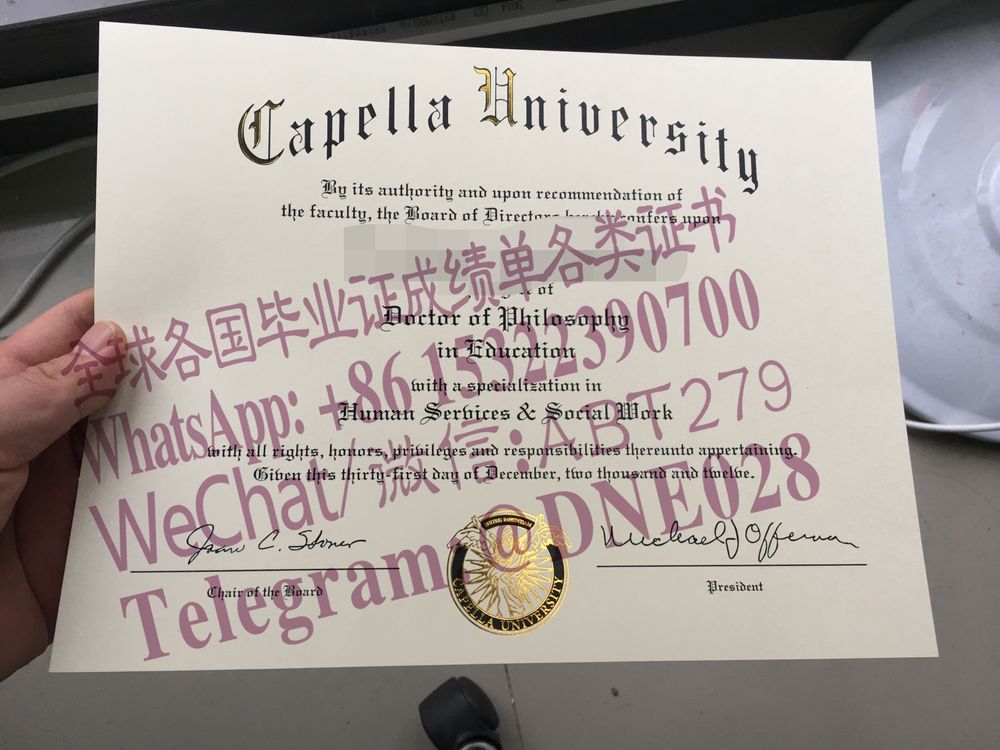 Capella University
By its authority and upon recommendation of
the faculty, the Board of Directors hereby confers upon
of
Doctor of Philosophy
in Education
with a specialization in
Human Services & Social Work
with all rights, honors, privileges and responsibilities thereunto appertaining.
Given this thirty-first day of December, two thousand and twelve.
全球各国毕业证成绩单各类证书
WhatsApp: +86 15322390700
WeChat/微信:ABT279
Telegram: @DNE028
Chair of the Board
President
CAPELLA UNIVERSITY